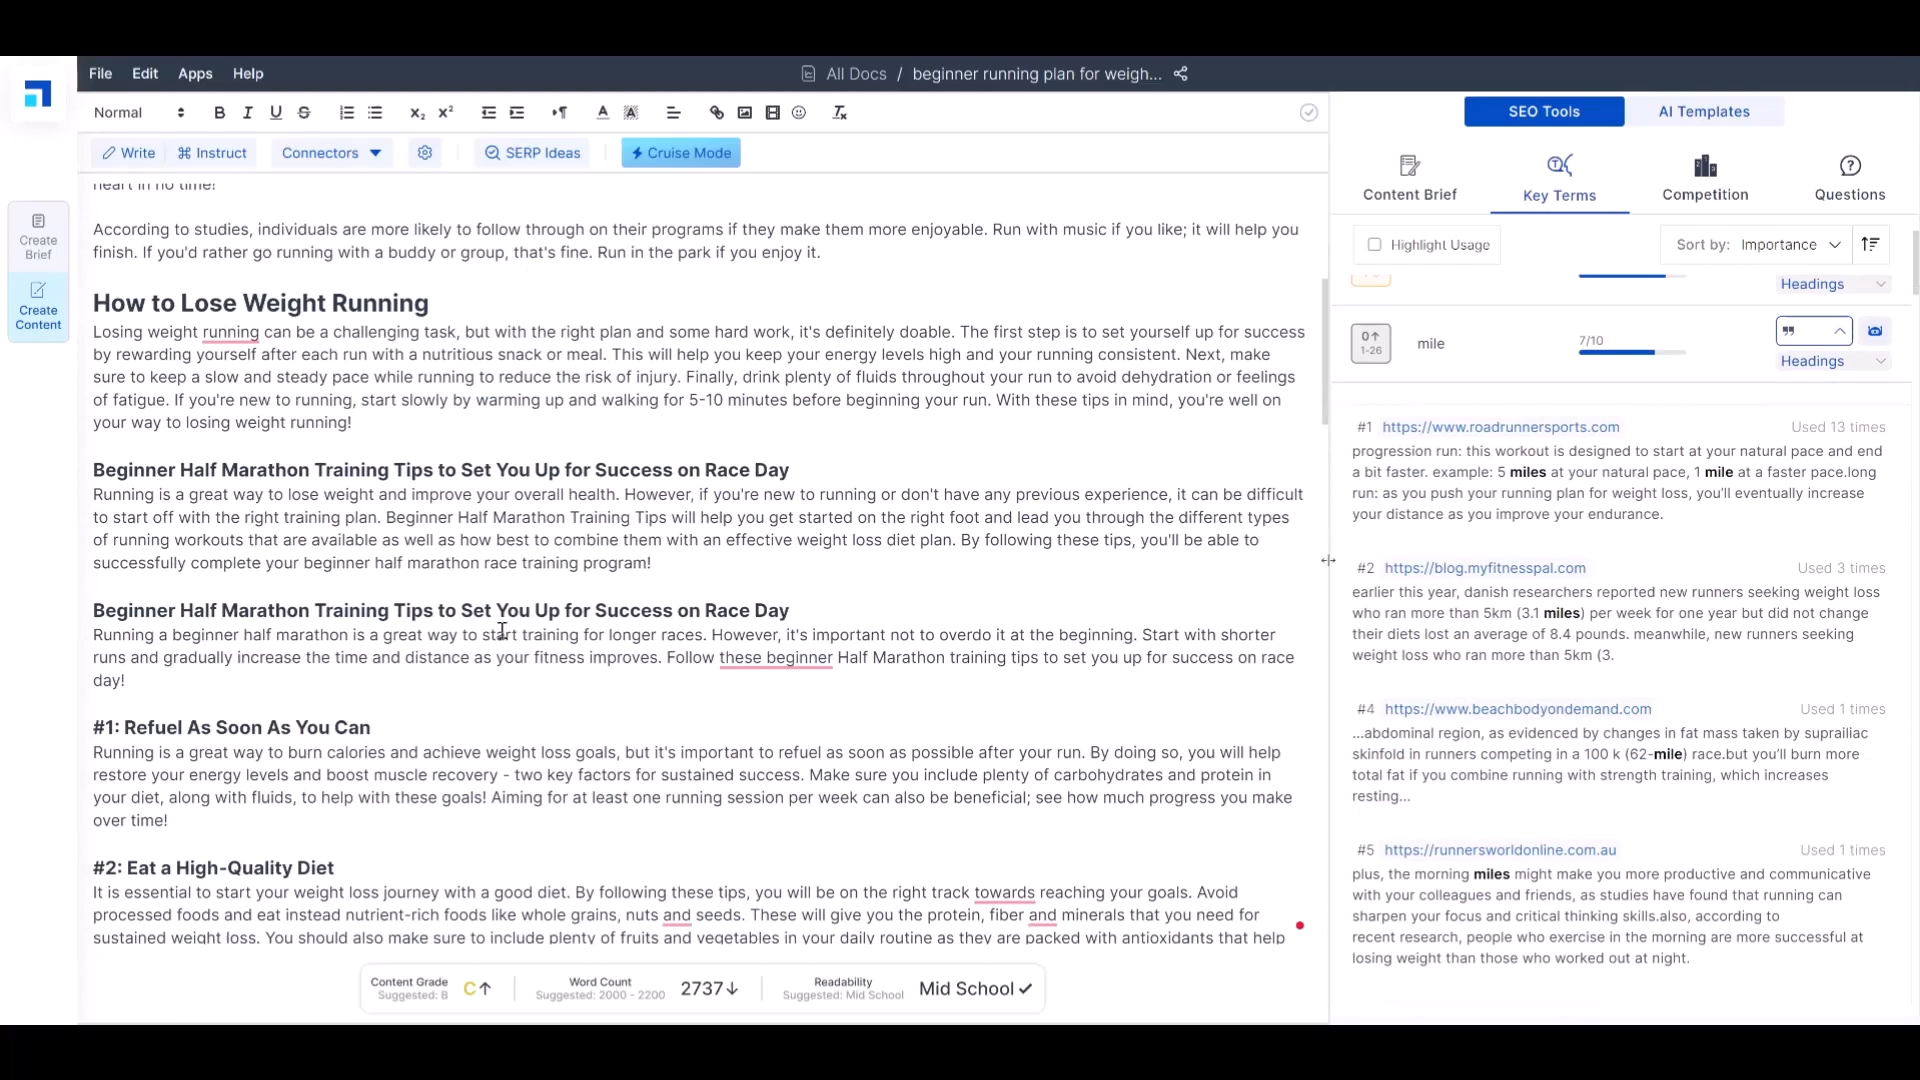 File Edit Apps Help
All Docs / beginner running plan for weigh...
Normal
Write Instruct Connectors SERP Ideas Cruise Mode
Create Brief
Create Content
heart in no time!
According to studies, individuals are more likely to follow through on their programs if they make them more enjoyable. Run with music if you like; it will help you
finish. If you'd rather go running with a buddy or group, that's fine. Run in the park if you enjoy it.
How to Lose Weight Running
Losing weight running can be a challenging task, but with the right plan and some hard work, it's definitely doable. The first step is to set yourself up for success
by rewarding yourself after each run with a nutritious snack or meal. This will help you keep your energy levels high and your running consistent. Next, make
sure to keep a slow and steady pace while running to reduce the risk of injury. Finally, drink plenty of fluids throughout your run to avoid dehydration or feelings
of fatigue. If you're new to running, start slowly by warming up and walking for 5-10 minutes before beginning your run. With these tips in mind, you're well on
your way to losing weight running!
Beginner Half Marathon Training Tips to Set You Up for Success on Race Day
Running is a great way to lose weight and improve your overall health. However, if you're new to running or don't have any previous experience, it can be difficult
to start off with the right training plan. Beginner Half Marathon Training Tips will help you get started on the right foot and lead you through the different types
of running workouts that are available as well as how best to combine them with an effective weight loss diet plan. By following these tips, you'll be able to
successfully complete your beginner half marathon race training program!
Beginner Half Marathon Training Tips to Set You Up for Success on Race Day
Running a beginner half marathon is a great way to start training for longer races. However, it's important not to overdo it at the beginning. Start with shorter
runs and gradually increase the time and distance as your fitness improves. Follow these beginner Half Marathon training tips to set you up for success on race
day!
#1: Refuel As Soon As You Can
Running is a great way to burn calories and achieve weight loss goals, but it's important to refuel as soon as possible after your run. By doing so, you will help
restore your energy levels and boost muscle recovery - two key factors for sustained success. Make sure you include plenty of carbohydrates and protein in
your diet, along with fluids, to help with these goals! Aiming for at least one running session per week can also be beneficial; see how much progress you make
over time!
#2: Eat a High-Quality Diet
It is essential to start your weight loss journey with a good diet. By following these tips, you will be on the right track towards reaching your goals. Avoid
processed foods and eat instead nutrient-rich foods like whole grains, nuts and seeds. These will give you the protein, fiber and minerals that you need for
sustained weight loss. You should also make sure to include plenty of fruits and vegetables in your daily routine as they are packed with antioxidants that help
Content Grade
Suggested: B
C↑
Word Count
Suggested: 2000 - 2200
2737↓
Readability
Suggested: Mid School
Mid School ✓
SEO Tools AI Templates
Content Brief Key Terms Competition Questions
Highlight Usage Sort by: Importance
Headings
0↑
1-26
mile
7/10
Headings
#1 https://www.roadrunnersports.com Used 13 times
progression run: this workout is designed to start at your natural pace and end
a bit faster. example: 5 miles at your natural pace, 1 mile at a faster pace.long
run: as you push your running plan for weight loss, you'll eventually increase
your distance as you improve your endurance.
#2 https://blog.myfitnesspal.com Used 3 times
earlier this year, danish researchers reported new runners seeking weight loss
who ran more than 5km (3.1 miles) per week for one year but did not change
their diets lost an average of 8.4 pounds. meanwhile, new runners seeking
weight loss who ran more than 5km (3.
#4 https://www.beachbodyondemand.com Used 1 times
...abdominal region, as evidenced by changes in fat mass taken by suprailiac
skinfold in runners competing in a 100 k (62-mile) race.but you'll burn more
total fat if you combine running with strength training, which increases
resting...
#5 https://runnersworldonline.com.au Used 1 times
plus, the morning miles might make you more productive and communicative
with your colleagues and friends, as studies have found that running can
sharpen your focus and critical thinking skills.also, according to
recent research, people who exercise in the morning are more successful at
losing weight than those who worked out at night.